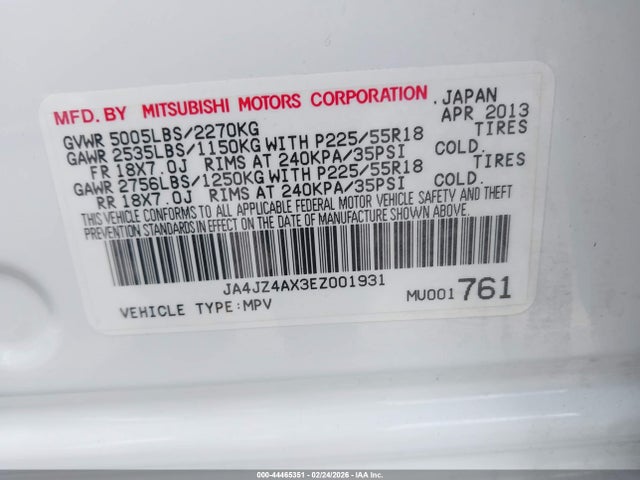 MFD. BY MITSUBISHI MOTORS CORPORATION. JAPAN
GVWR 5005LBS/2270KG APR 2013
GAWR 2535LBS/1150KG WITH P225/55R18 TIRES
FR 18X7.0J RIMS AT 240KPA/35PSI COLD.
GAWR 2756LBS/1250KG WITH P225/55R18 TIRES
RR 18X7.0J RIMS AT 240KPA/35PSI COLD.
THIS VEHICLE CONFORMS TO ALL APPLICABLE FEDERAL MOTOR VEHICLE SAFETY AND THEFT
PREVENTION STANDARDS IN EFFECT ON THE DATE OF MANUFACTURE SHOWN ABOVE.
JA4JZ4AX3EZ001931
VEHICLE TYPE:MPV MU001 761
000-44465351 | 02/24/2026 - IAA Holdings, LLC